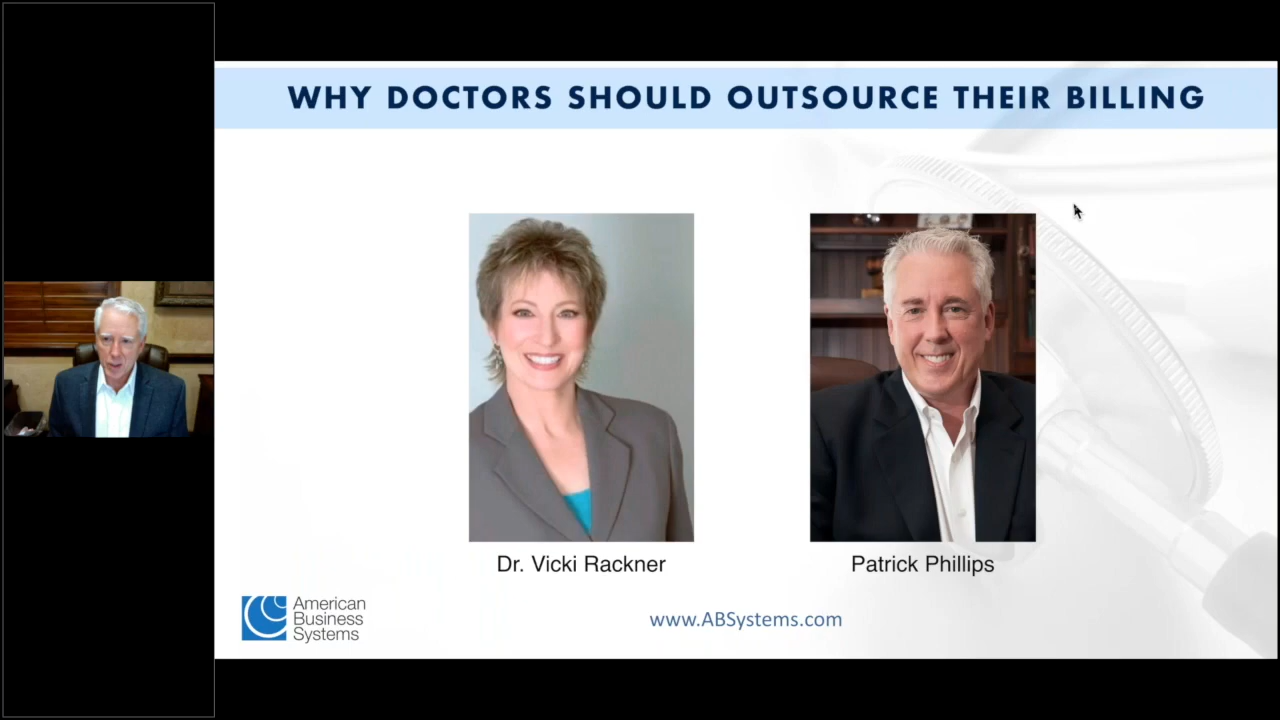 WHY DOCTORS SHOULD OUTSOURCE THEIR BILLING
Dr. Vicki Rackner
Patrick Phillips
American
Business
Systems
www.ABSystems.com